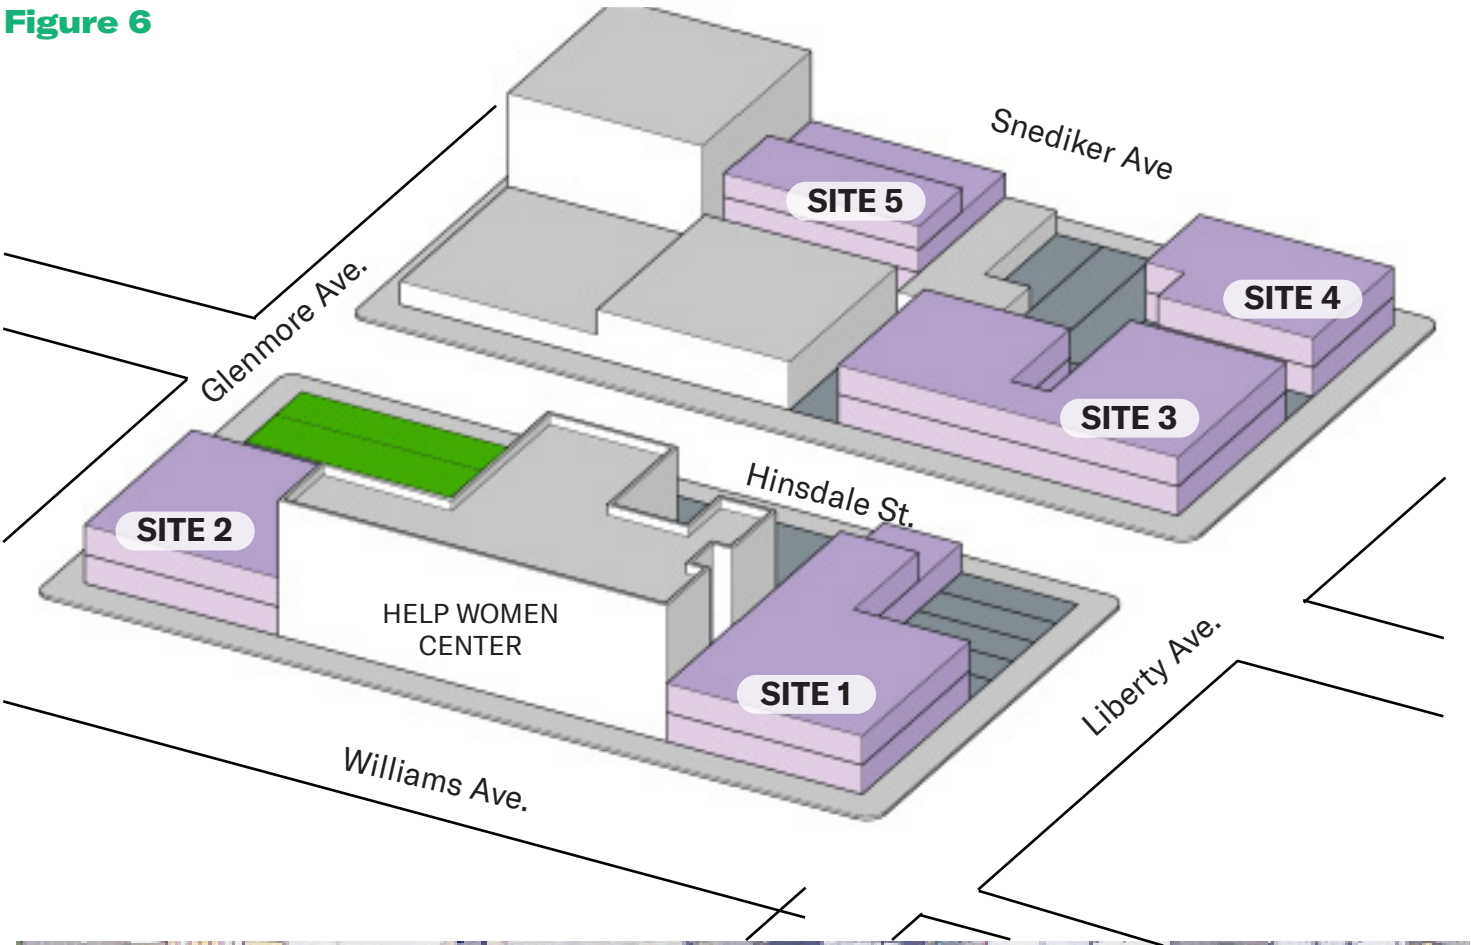 Figure 6
Snediker Ave
SITE 5
SITE 4
Glenmore Ave.
SITE 3
Hinsdale St.
SITE 2
HELP WOMEN
CENTER
SITE 1
Liberty Ave.
Williams Ave.